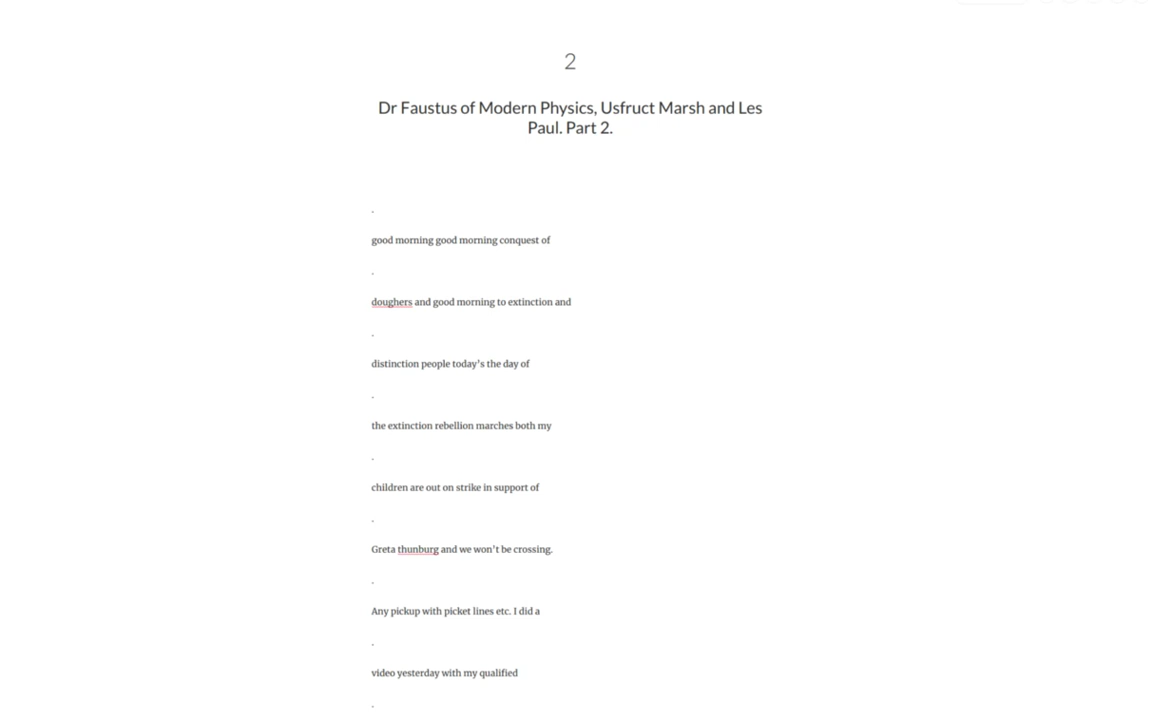 2
Dr Faustus of Modern Physics, Usfruct Marsh and Les
Paul. Part 2.
.
good morning good morning conquest of
.
doughers and good morning to extinction and
.
distinction people today's the day of
.
the extinction rebellion marches both my
.
children are out on strike in support of
.
Greta thunburg and we won't be crossing.
.
Any pickup with picket lines etc. I did a
.
video yesterday with my qualified
.